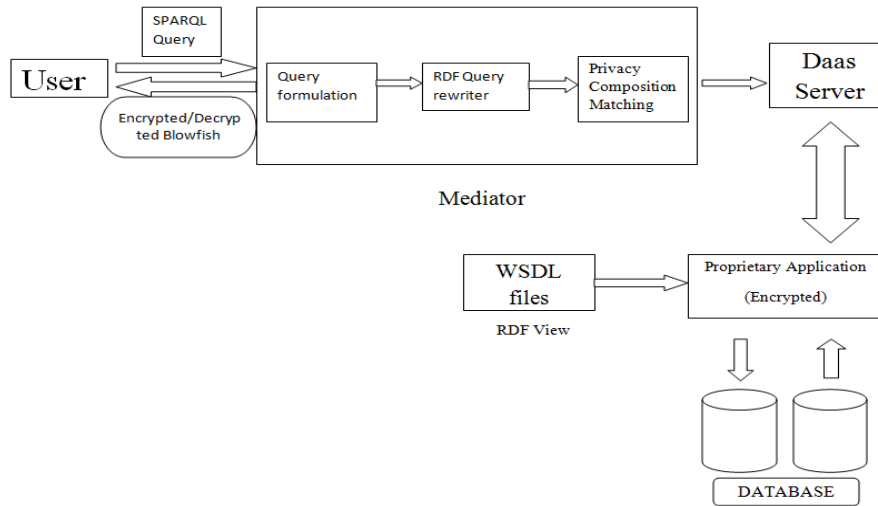 SPARQL
Query
User
Encrypted/Decryp
ted Blowfish
Query
formulation
RDF Query
rewriter
Privacy
Composition
Matching
Mediator
Daas
Server
WSDL
files
RDF View
Proprietary Application
(Encrypted)
DATABASE